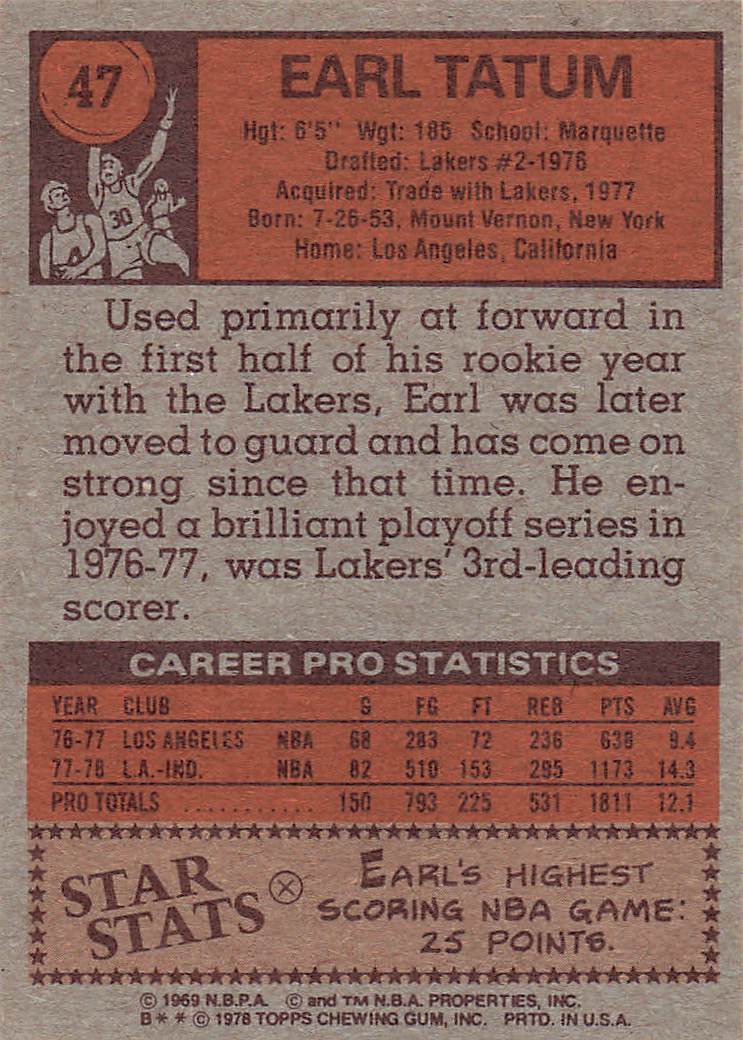 47
EARL TATUM
Hgt: 6'5" Wgt: 185 School: Marquette
Drafted: Lakers #2-1976
Acquired: Trade with Lakers, 1977
Born: 7-26-53, Mount Vernon, New York
Home: Los Angeles, California
30
Used primarily at forward in
the first half of his rookie year
with the Lakers, Earl was later
moved to guard and has come on
strong since that time. He en-
joyed a brilliant playoff series in
1976-77, was Lakers' 3rd-leading
scorer.
CAREER PRO STATISTICS
YEAR CLUB G FG FT REB PTS AVG
76-77 LOS ANGELES NBA 68 283 72 236 638 9.4
77-78 L.A.-IND. NBA 82 510 153 295 1173 14.3
PRO TOTALS ........... 150 793 225 531 1811 12.1
STAR
STATS
EARL'S HIGHEST
SCORING NBA GAME:
25 POINTS.
© 1969 N.B.P.A. © and TM N.B.A. PROPERTIES, INC.
B* * © 1978 TOPPS CHEWING GUM, INC. PRTD. IN U.S.A.